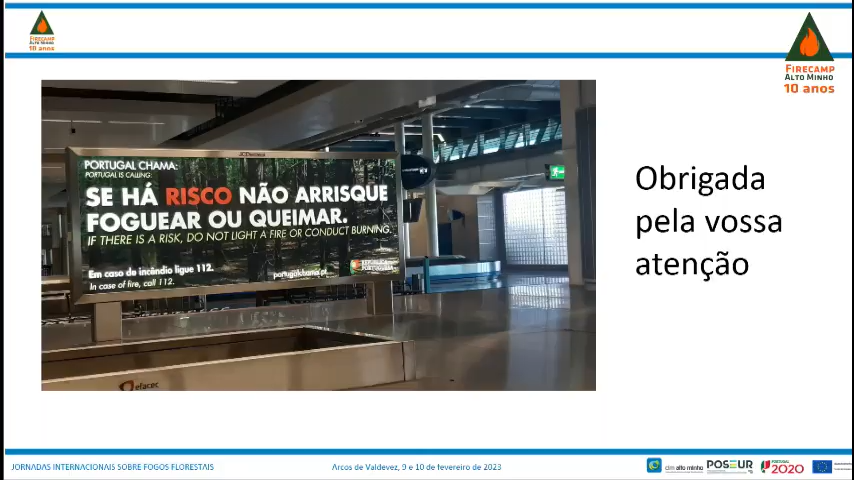 FIRECAMP
ALTO MINHO
10 anos
FIRECAMP
ALTO MINHO
10 anos
PORTUGAL CHAMA:
PORTUGAL IS CALLING:
SE HÁ RISCO NÃO ARRISQUE
FOGUEAR OU QUEIMAR.
IF THERE IS A RISK, DO NOT LIGHT A FIRE OR CONDUCT BURNING.
Em caso de incêndio ligue 112.
In case of fire, call 112.
portugalchama.pt
REPÚBLICA
PORTUGUESA
efacec
Obrigada
pela vossa
atenção
JORNADAS INTERNACIONAIS SOBRE FOGOS FLORESTAIS
Arcos de Valdevez, 9 e 10 de fevereiro de 2023
cim alto minho
POSEUR
PORTUGAL
2020